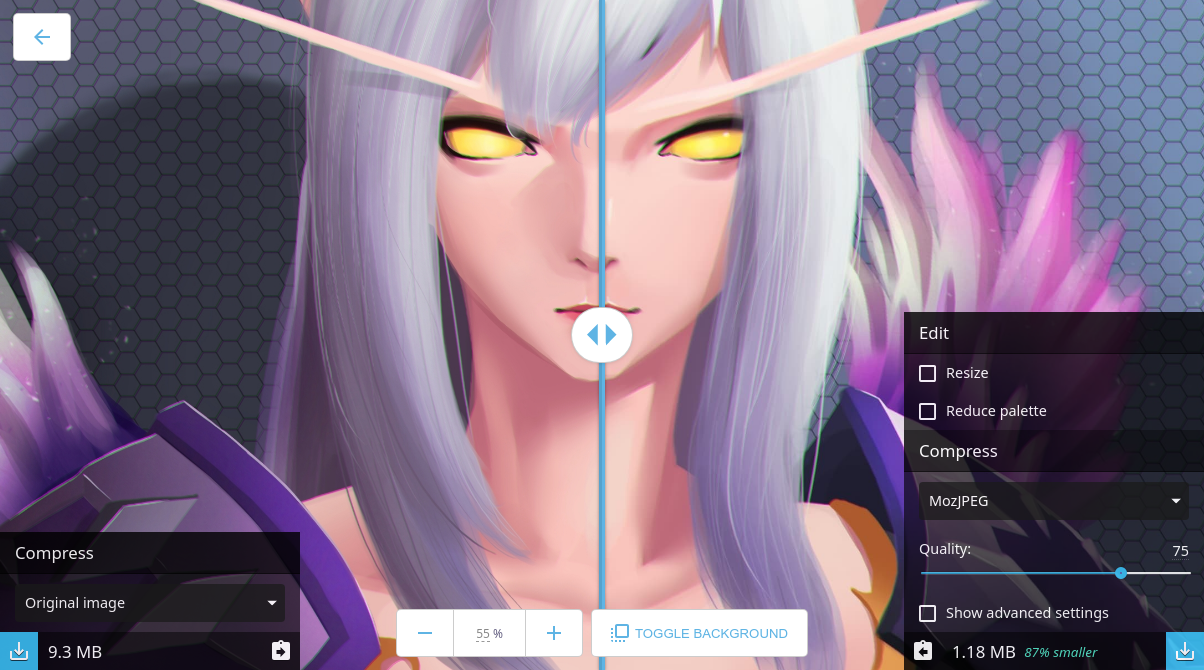 Edit
Resize
Reduce palette
Compress
MozJPEG
Quality: 75
Show advanced settings
1.18 MB 87% smaller
Compress
Original image
9.3 MB
55 %
TOGGLE BACKGROUND